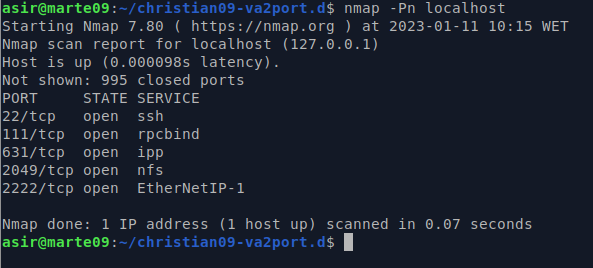 asir@marte09:~/christian09-va2port.d$ nmap -Pn localhost
Starting Nmap 7.80 ( https://nmap.org ) at 2023-01-11 10:15 WET
Nmap scan report for localhost (127.0.0.1)
Host is up (0.000098s latency).
Not shown: 995 closed ports
PORT     STATE SERVICE
22/tcp   open  ssh
111/tcp  open  rpcbind
631/tcp  open  ipp
2049/tcp open  nfs
2222/tcp open  EtherNetIP-1
Nmap done: 1 IP address (1 host up) scanned in 0.07 seconds
asir@marte09:~/christian09-va2port.d$